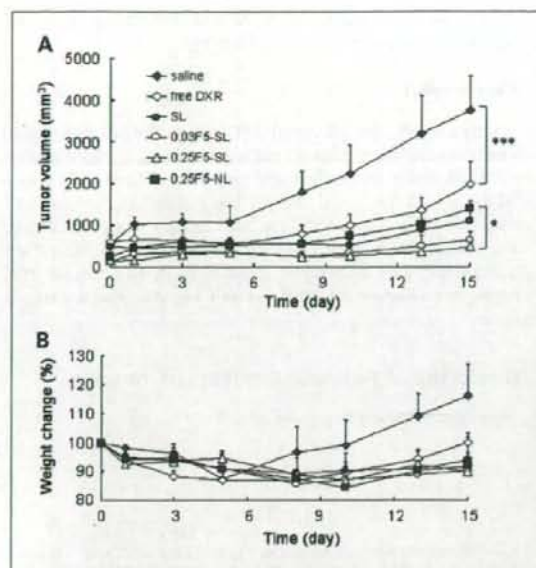 A
Tumor volume (mm³)
5000
4000
3000
2000
1000
0
saline
free DXR
SL
0.03F5-SL
0.25F5-SL
0.25F5-NL
***
*
0 3 6 9 12 15
Time (day)
B
Weight change (%)
130
120
110
100
90
80
0 3 6 9 12 15
Time (day)